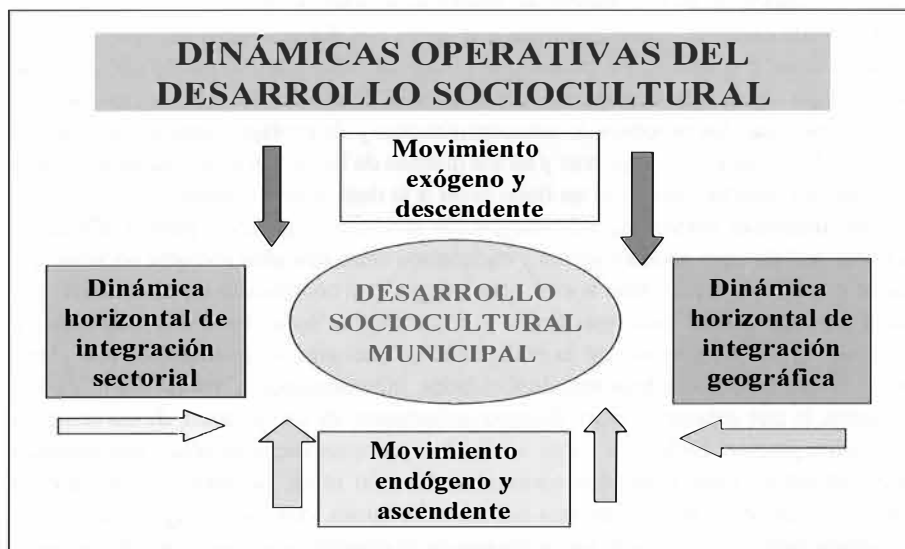 DINÁMICAS OPERATIVAS DEL
DESARROLLO SOCIOCULTURAL
Movimiento
exógeno y
descendente
Dinámica
horizontal de
integración
sectorial
DESARROLLO
SOCIOCULTURAL
MUNICIPAL
Dinámica
horizontal de
integración
geográfica
Movimiento
endógeno y
ascendente